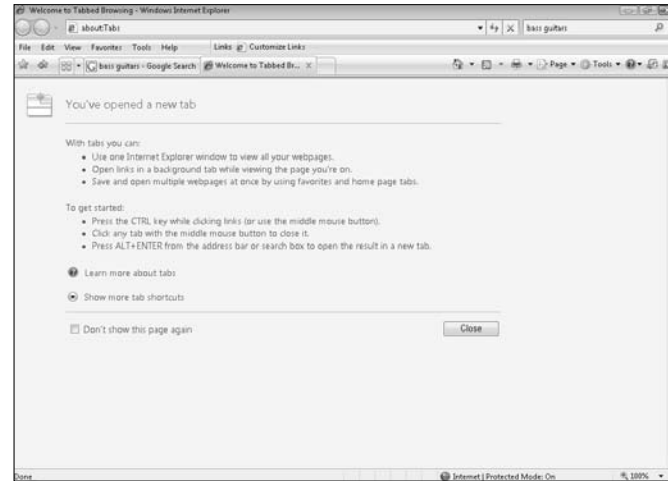 Welcome to Tabbed Browsing - Windows Internet Explorer
about:Tabs
bass guitars
File Edit View Favorites Tools Help Links Customize Links
bass guitars - Google Search Welcome to Tabbed Br... Page Tools
You've opened a new tab
With tabs you can:
Use one Internet Explorer window to view all your webpages.
Open links in a background tab while viewing the page you're on.
Save and open multiple webpages at once by using favorites and home page tabs.
To get started:
Press the CTRL key while clicking links (or use the middle mouse button).
Click any tab with the middle mouse button to close it.
Press ALT+ENTER from the address bar or search box to open the result in a new tab.
Learn more about tabs
Show more tab shortcuts
Don't show this page again
Close
Done Internet | Protected Mode: On 100%